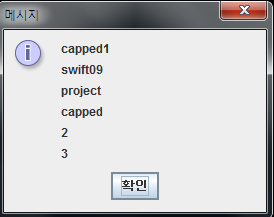 메시지
capped1
swift09
project
capped
2
3
확인